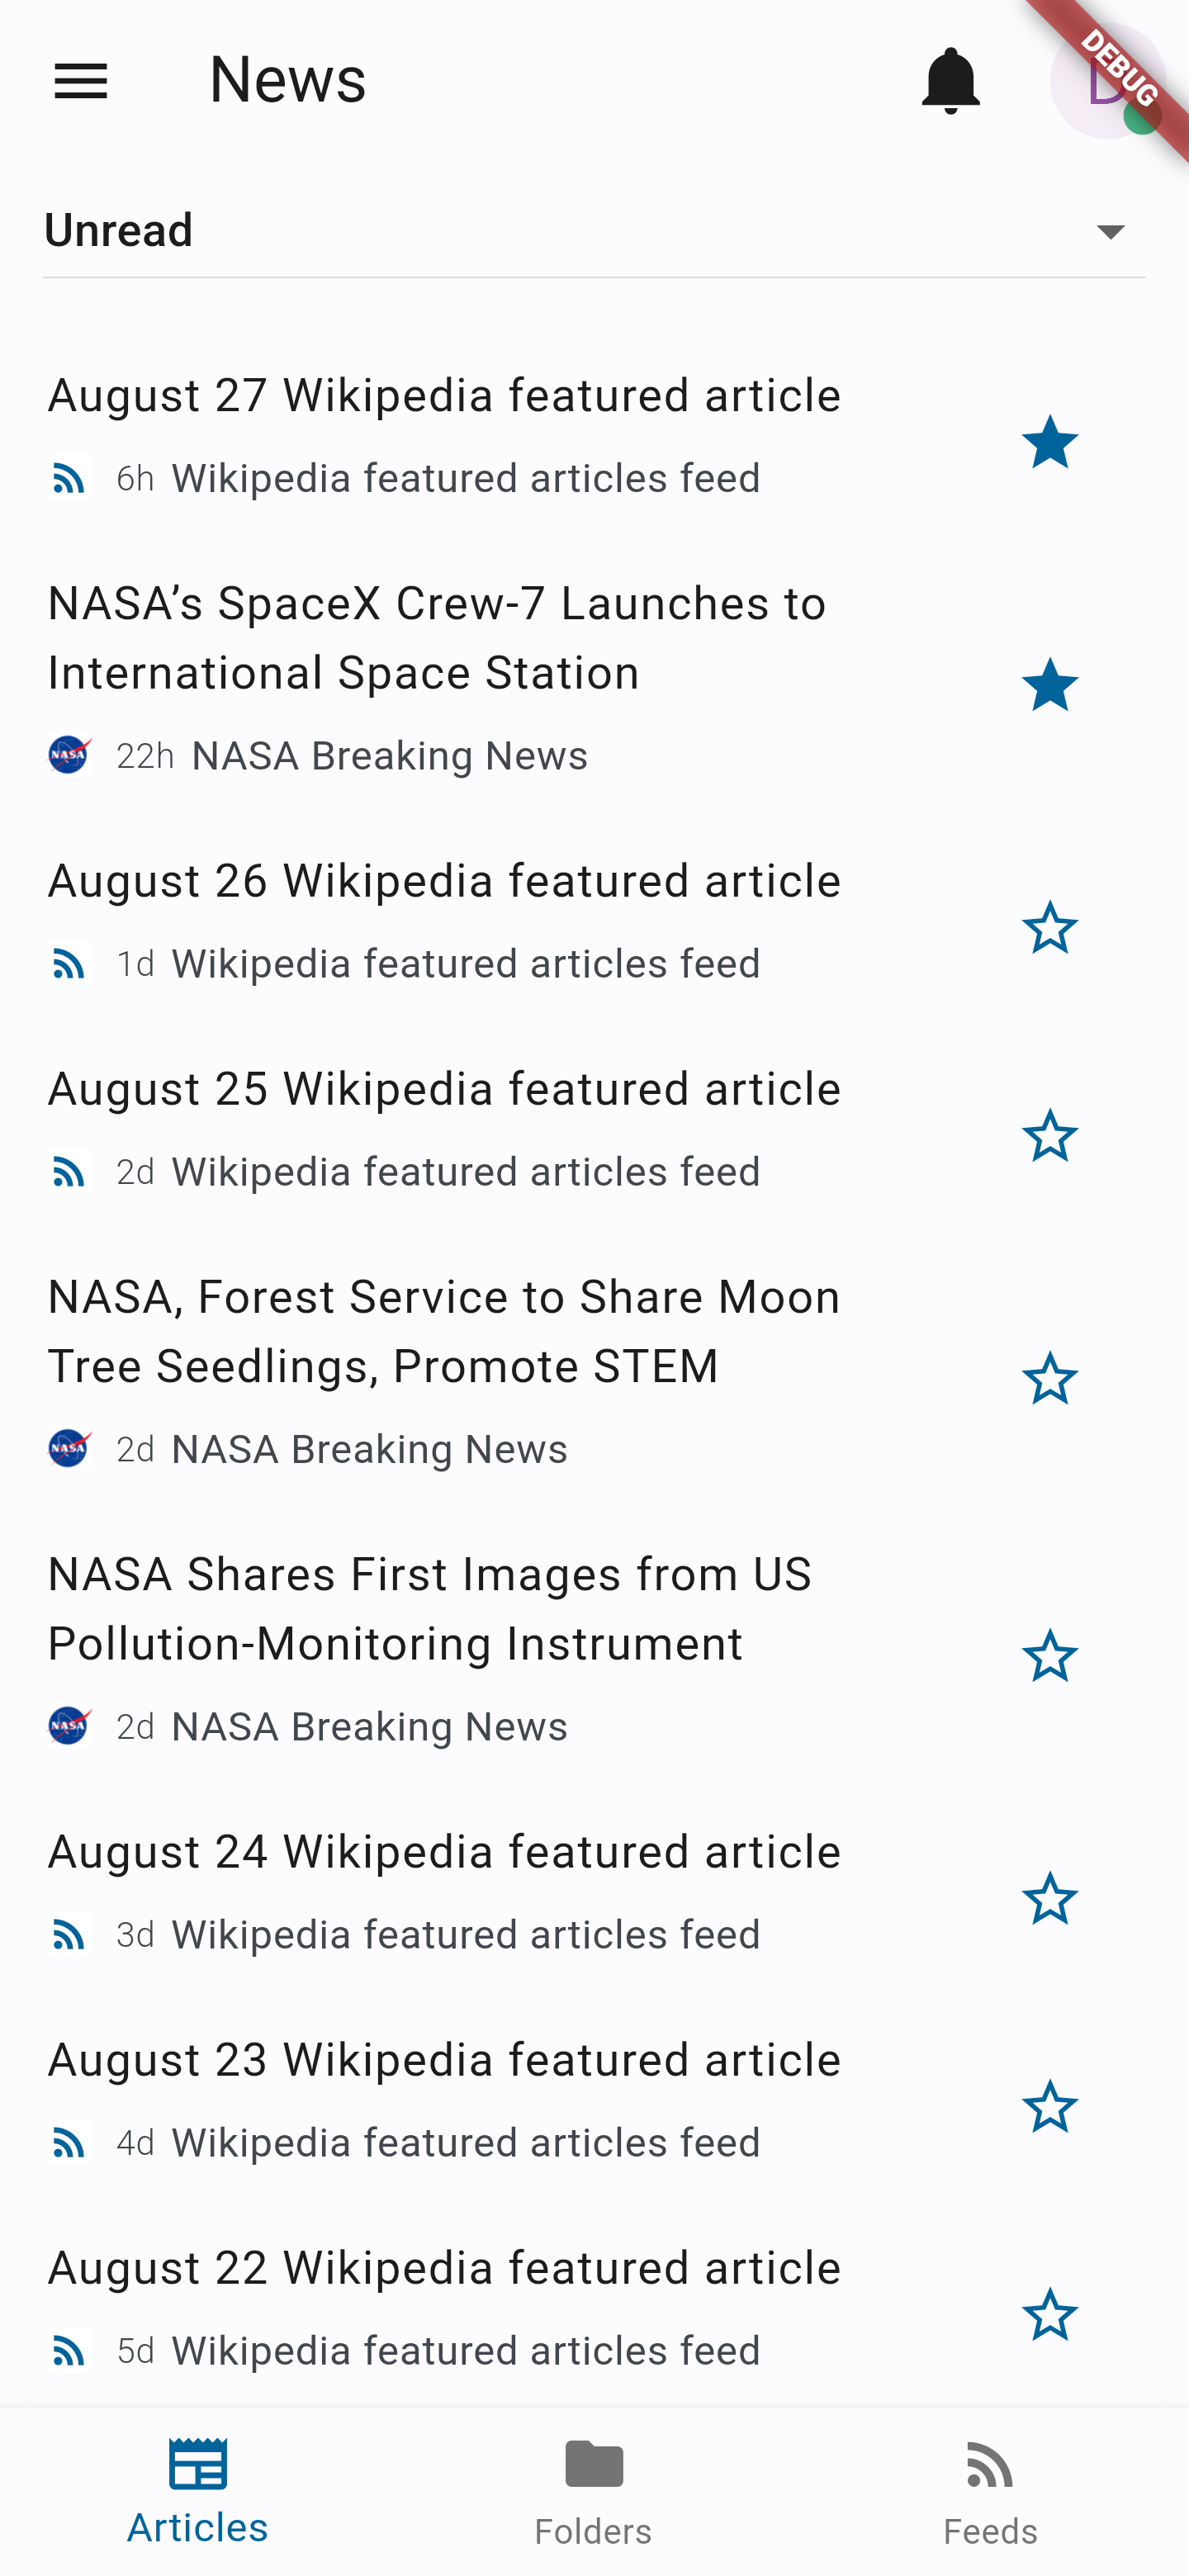 News
DEBUG
D
Unread
August 27 Wikipedia featured article
6h Wikipedia featured articles feed
NASA’s SpaceX Crew-7 Launches to
International Space Station
NASA 22h NASA Breaking News
August 26 Wikipedia featured article
1d Wikipedia featured articles feed
August 25 Wikipedia featured article
2d Wikipedia featured articles feed
NASA, Forest Service to Share Moon
Tree Seedlings, Promote STEM
NASA 2d NASA Breaking News
NASA Shares First Images from US
Pollution-Monitoring Instrument
NASA 2d NASA Breaking News
August 24 Wikipedia featured article
3d Wikipedia featured articles feed
August 23 Wikipedia featured article
4d Wikipedia featured articles feed
August 22 Wikipedia featured article
5d Wikipedia featured articles feed
Articles
Folders
Feeds